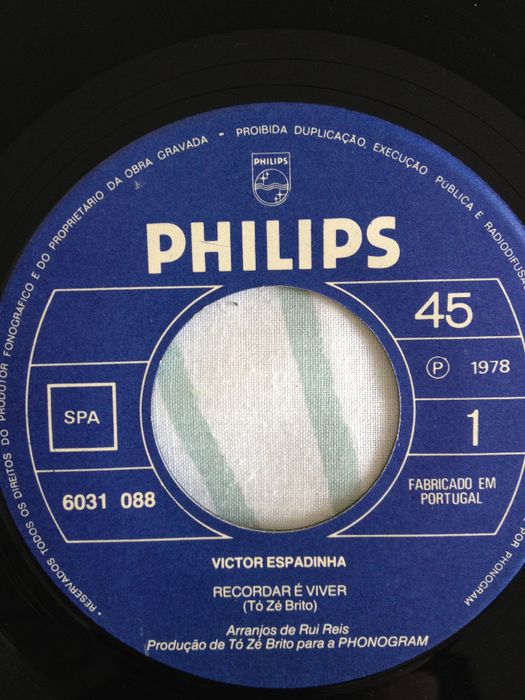 • RESERVADOS TODOS OS DIREITOS DO PRODUTOR FONOGRÁFICO E DO PROPRIETÁRIO DA OBRA GRAVADA - PROIBIDA DUPLICAÇÃO, EXECUÇÃO PÚBLICA E RADIODIFUSÃO
POR PHONOGRAM •
PHILIPS
PHILIPS
45
℗ 1978
SPA
1
6031 088
FABRICADO EM
PORTUGAL
VICTOR ESPADINHA
RECORDAR É VIVER
(Tó Zé Brito)
Arranjos de Rui Reis
Produção de Tó Zé Brito para a PHONOGRAM